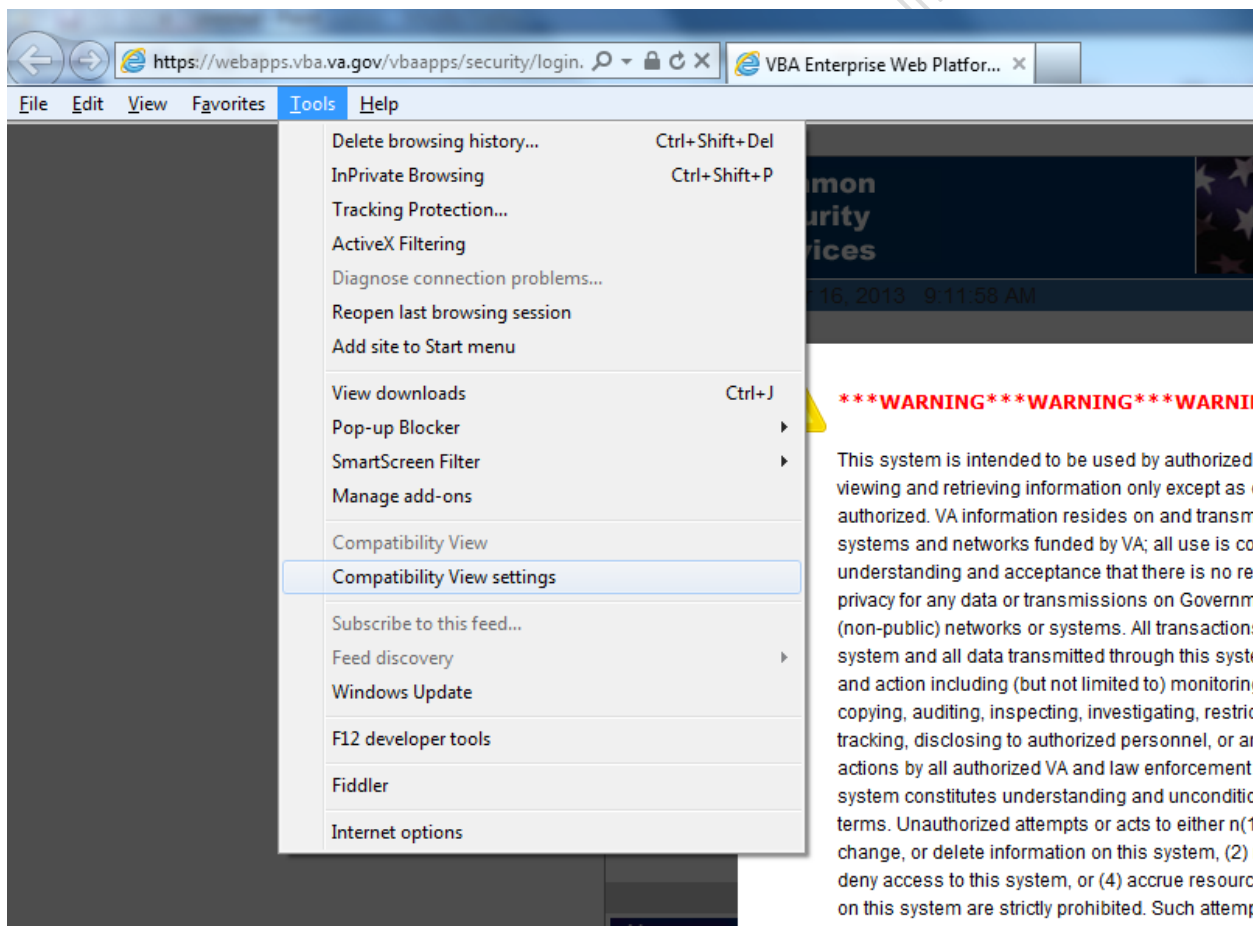 https://webapps.vba.va.gov/vbaapps/security/login.
VBA Enterprise Web Platfor...
File Edit View Favorites Tools Help
Delete browsing history... Ctrl+Shift+Del
InPrivate Browsing Ctrl+Shift+P
Tracking Protection...
ActiveX Filtering
Diagnose connection problems...
Reopen last browsing session
Add site to Start menu
View downloads Ctrl+J
Pop-up Blocker
SmartScreen Filter
Manage add-ons
Compatibility View
Compatibility View settings
Subscribe to this feed...
Feed discovery
Windows Update
F12 developer tools
Fiddler
Internet options
mon
urity
ices
16, 2013 9:11:58 AM
***WARNING***WARNING***WARNI
This system is intended to be used by authorized
viewing and retrieving information only except as
authorized. VA information resides on and transm
systems and networks funded by VA; all use is co
understanding and acceptance that there is no re
privacy for any data or transmissions on Governm
(non-public) networks or systems. All transactions
system and all data transmitted through this syst
and action including (but not limited to) monitoring
copying, auditing, inspecting, investigating, restric
tracking, disclosing to authorized personnel, or a
actions by all authorized VA and law enforcement
system constitutes understanding and unconditio
terms. Unauthorized attempts or acts to either n(1
change, or delete information on this system, (2)
deny access to this system, or (4) accrue resourc
on this system are strictly prohibited. Such attemp